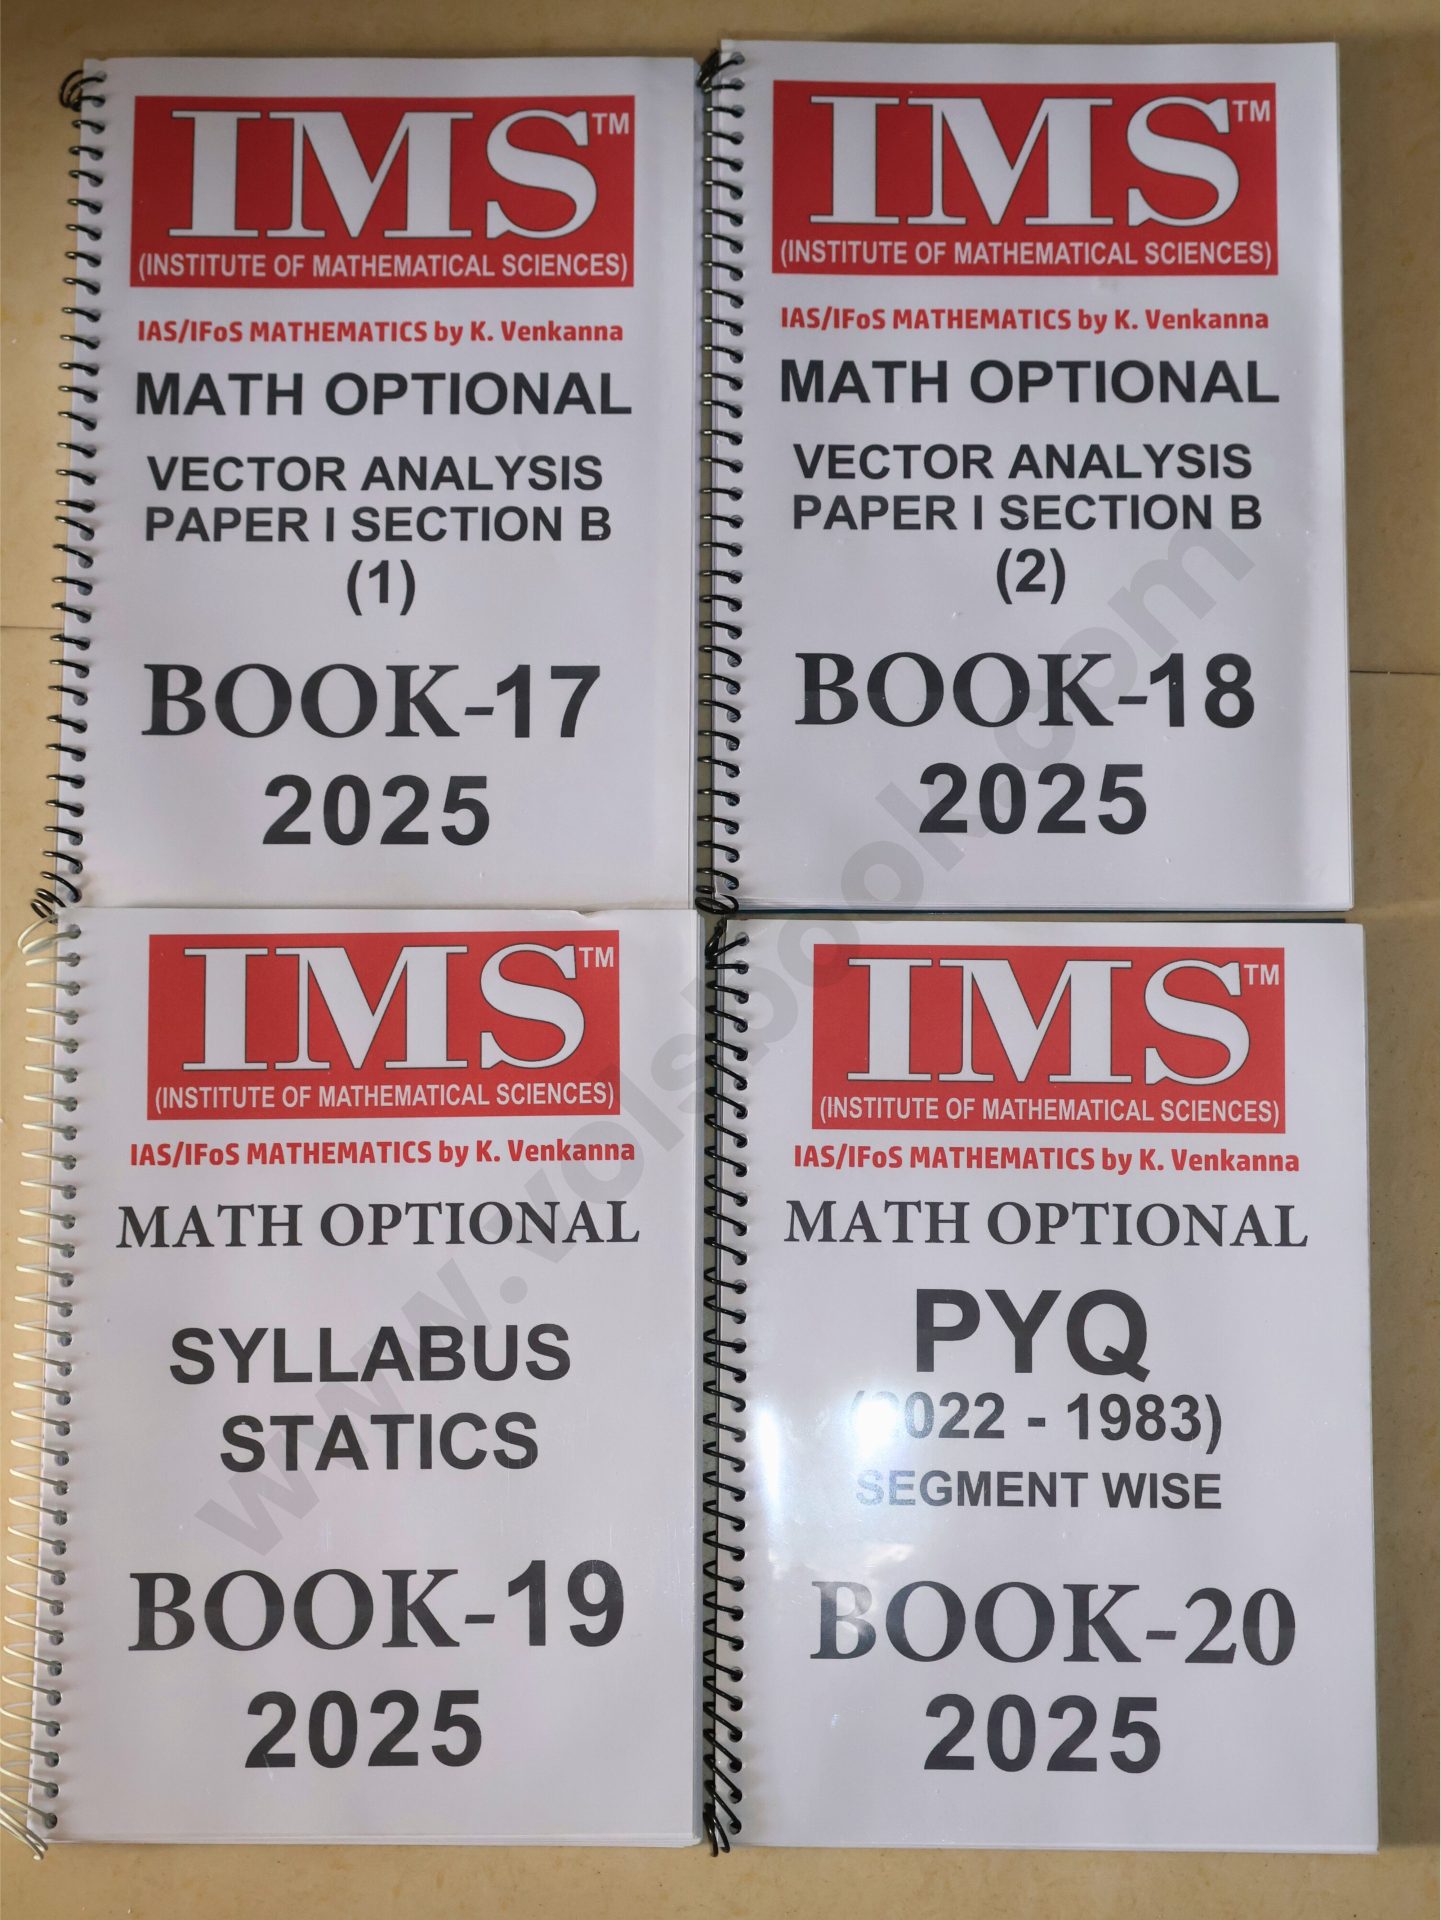 IMS™
(INSTITUTE OF MATHEMATICAL SCIENCES)
IAS/IFoS MATHEMATICS by K. Venkanna
MATH OPTIONAL
VECTOR ANALYSIS
PAPER I SECTION B
(1)
BOOK-17
2025
IMS™
(INSTITUTE OF MATHEMATICAL SCIENCES)
IAS/IFoS MATHEMATICS by K. Venkanna
MATH OPTIONAL
VECTOR ANALYSIS
PAPER I SECTION B
(2)
BOOK-18
2025
IMS™
(INSTITUTE OF MATHEMATICAL SCIENCES)
IAS/IFoS MATHEMATICS by K. Venkanna
MATH OPTIONAL
SYLLABUS
STATICS
BOOK-19
2025
IMS™
(INSTITUTE OF MATHEMATICAL SCIENCES)
IAS/IFoS MATHEMATICS by K. Venkanna
MATH OPTIONAL
PYQ
(2022 - 1983)
SEGMENT WISE
BOOK-20
2025
www.volsbook.com